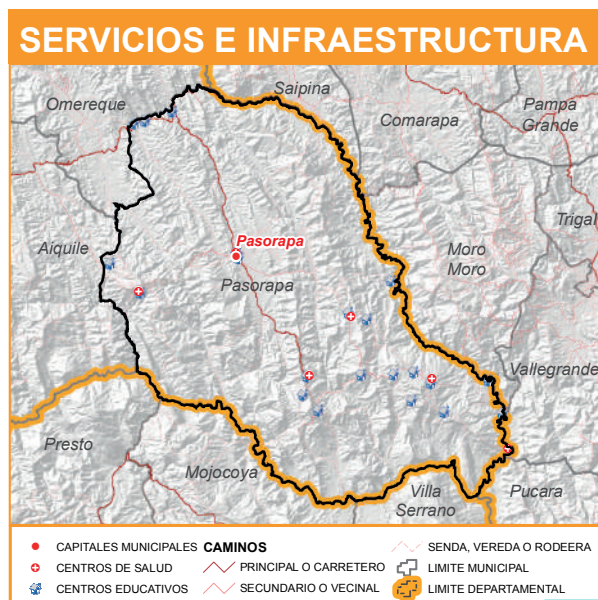 SERVICIOS E INFRAESTRUCTURA
Saipina
Omereque
Comarapa
Pampa
Grande
Trigal
Pasorapa
Aiquile
Moro
Moro
Pasorapa
Vallegrande
Presto
Mojocoya
Villa
Serrano
Pucara
CAPITALES MUNICIPALES
CENTROS DE SALUD
CENTROS EDUCATIVOS
CAMINOS
PRINCIPAL O CARRETERO
SECUNDARIO O VECINAL
SENDA, VEREDA O RODEERA
LIMITE MUNICIPAL
LIMITE DEPARTAMENTAL